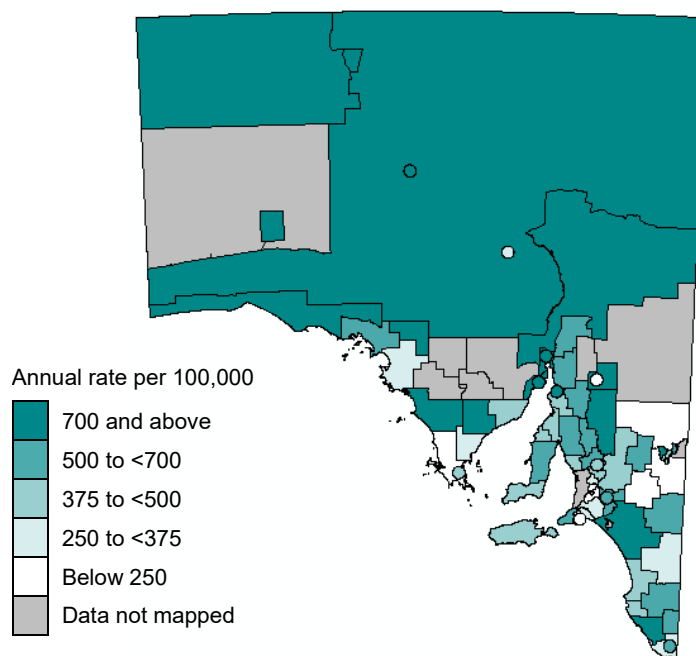 Annual rate per 100,000
700 and above
500 to <700
375 to <500
250 to <375
Below 250
Data not mapped